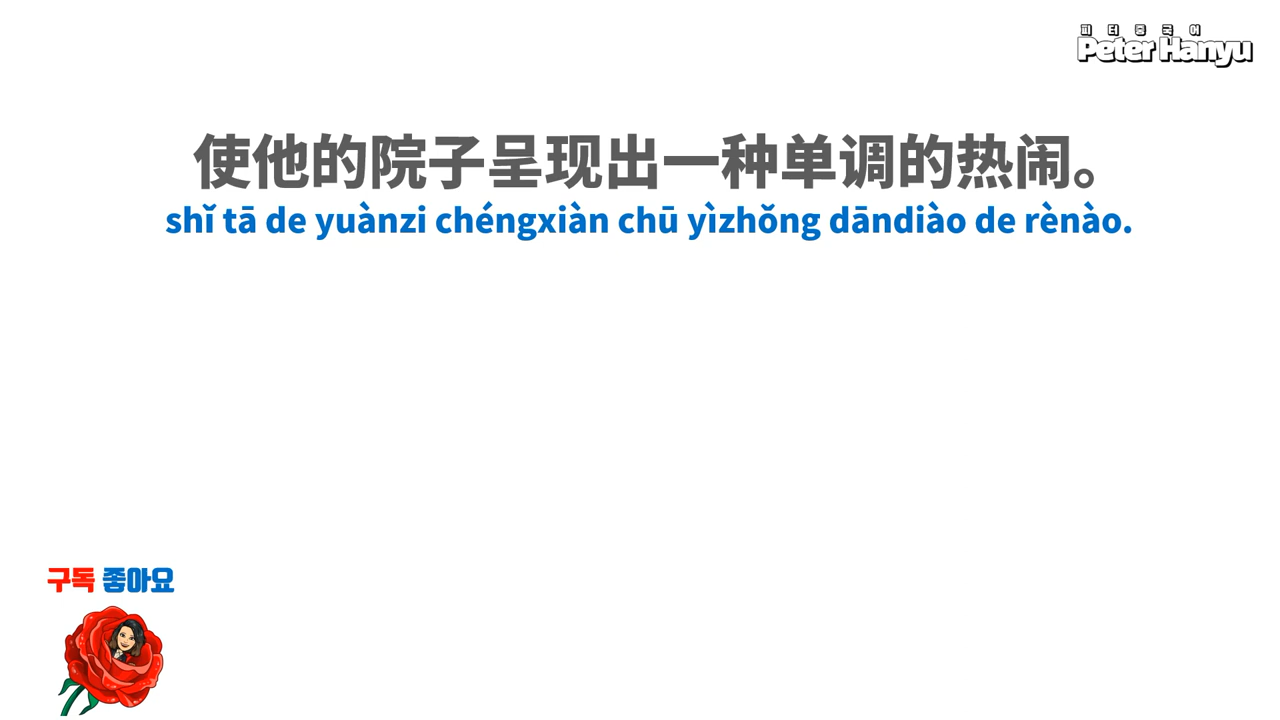 피터중국어
Peter Hanyu
使他的院子呈现出一种单调的热闹。
shǐ tā de yuànzi chéngxiàn chū yìzhǒng dāndiào de rènào.
구독 좋아요